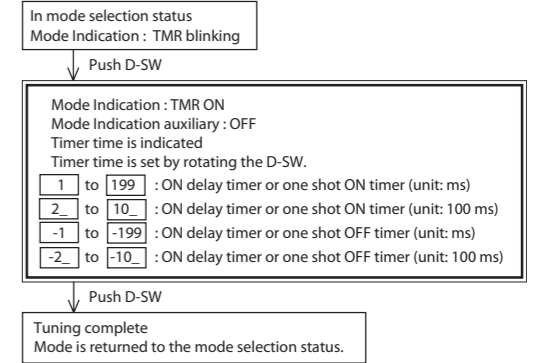 In mode selection status
Mode Indication : TMR blinking
Push D-SW
Mode Indication : TMR ON
Mode Indication auxiliary : OFF
Timer time is indicated
Timer time is set by rotating the D-SW.
1 to 199 : ON delay timer or one shot ON timer (unit: ms)
2_ to 10_ : ON delay timer or one shot ON timer (unit: 100 ms)
-1 to -199 : ON delay timer or one shot OFF timer (unit: ms)
-2_ to -10_ : ON delay timer or one shot OFF timer (unit: 100 ms)
Push D-SW
Tuning complete
Mode is returned to the mode selection status.